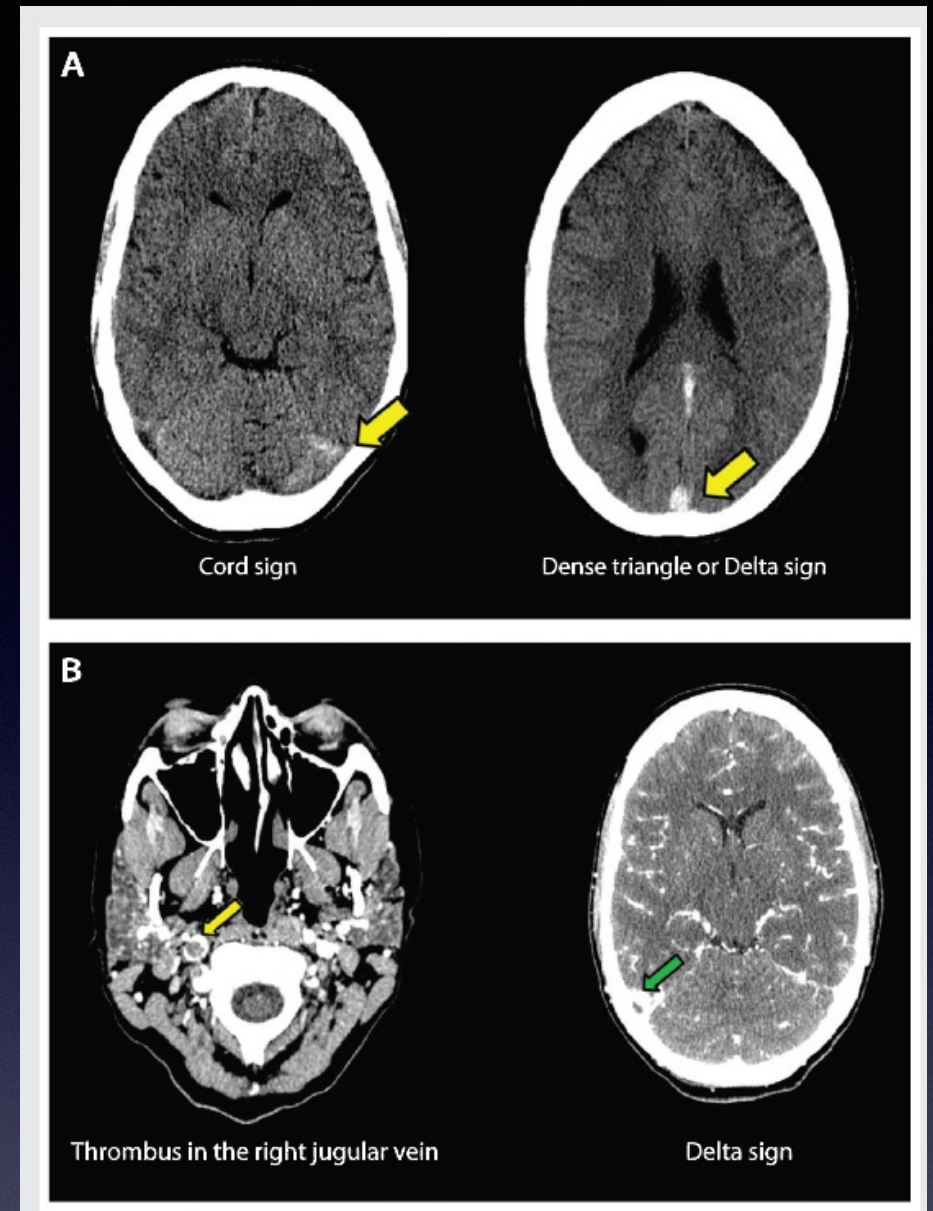 A
Cord sign
Dense triangle or Delta sign
B
Thrombus in the right jugular vein
Delta sign